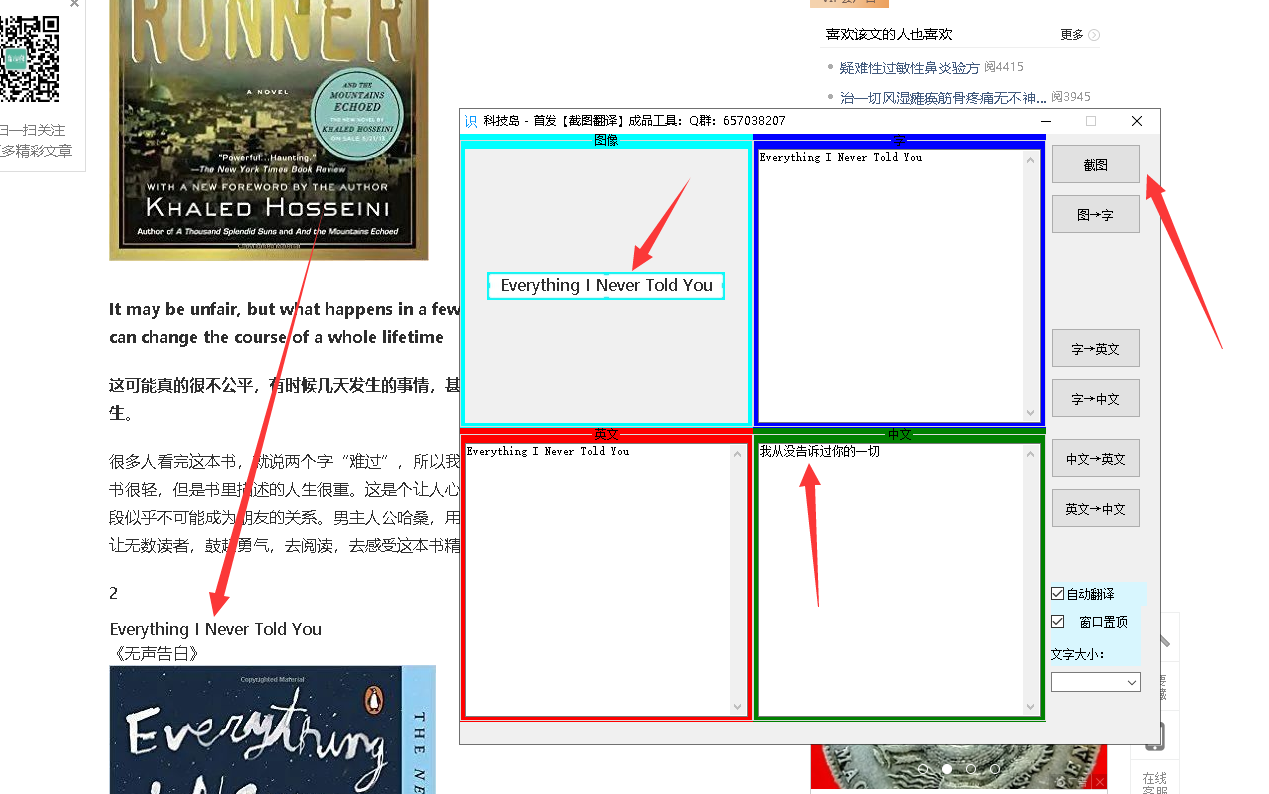 RUNNER
A NOVEL
AND THE
MOUNTAINS
ECHOED
THE NEW NOVEL BY
KHALED HOSSEINI
ON SALE 5/21/13
"Powerful...Haunting."
—The New York Times Book Review
WITH A NEW FOREWORD BY THE AUTHOR
KHALED HOSSEINI
Author of A Thousand Splendid Suns and And the Mountains Echoed
Copyrighted Material
扫一扫关注
更多精彩文章
It may be unfair, but what happens in a few
can change the course of a whole lifetime
这可能真的很不公平，有时候几天发生的事情，甚
生。
很多人看完这本书，就说两个字“难过”，所以我
书很轻，但是书里描述的人生很重。这是个让人心
段似乎不可能成为朋友的关系。男主人公哈桑，用
让无数读者，鼓起勇气，去阅读，去感受这本书精
2
Everything I Never Told You
《无声告白》
Copyrighted Material
Everything
THE NE
喜欢该文的人也喜欢
更多
疑难性过敏性鼻炎验方 阅4415
治一切风湿瘫痪筋骨疼痛无不神... 阅3945
识 科技岛 - 首发【截图翻译】成品工具：Q群：657038207
图像
字
Everything I Never Told You
Everything I Never Told You
英文
中文
Everything I Never Told You
我从没告诉过你的一切
截图
图→字
字→英文
字→中文
中文→英文
英文→中文
自动翻译
窗口置顶
文字大小：
在线
客服